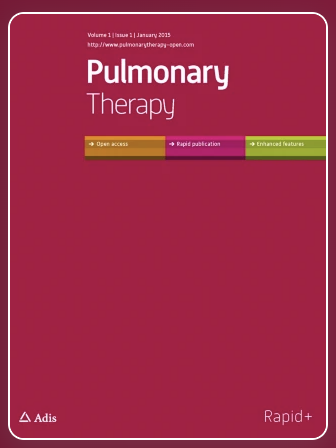 Volume 1 | Issue 1 | January 2015
http://www.pulmonarytherapy-open.com
Pulmonary
Therapy
Open access
Rapid publication
Enhanced features
Adis
Rapid+